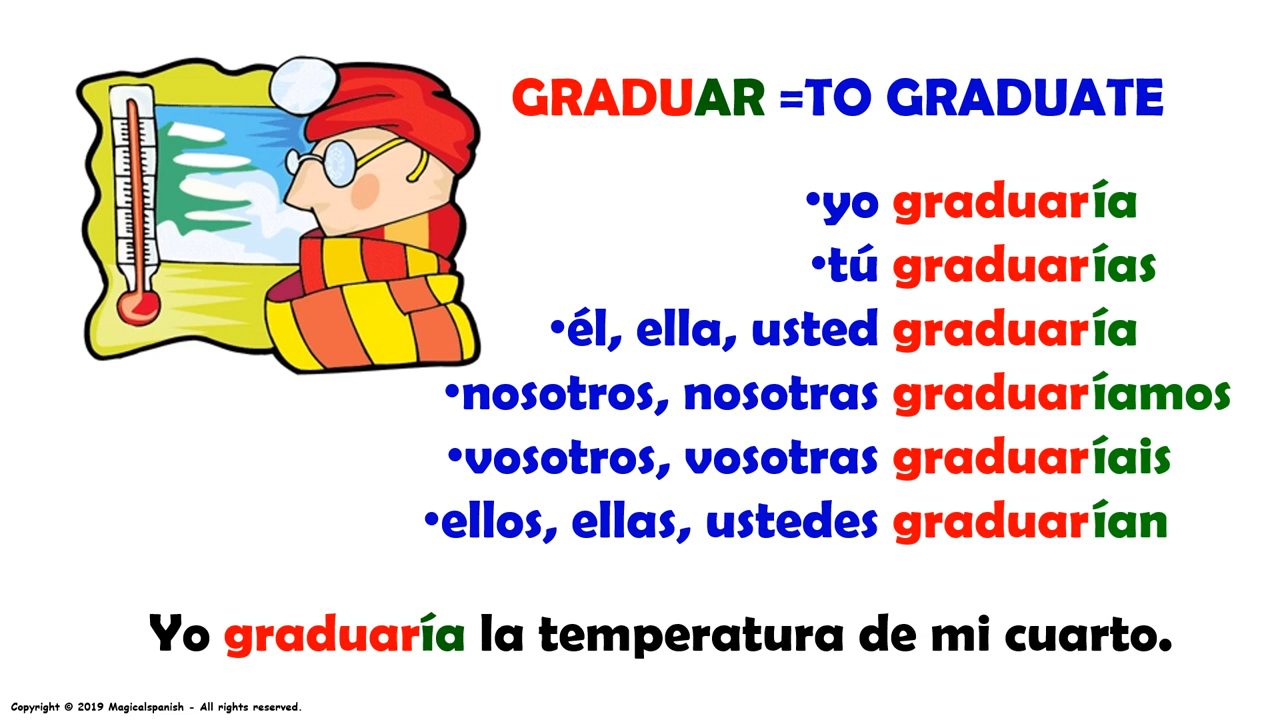 GRADUAR =TO GRADUATE
•yo graduaría
•tú graduarías
•él, ella, usted graduaría
•nosotros, nosotras graduaríamos
•vosotros, vosotras graduaríais
•ellos, ellas, ustedes graduarían
Yo graduaría la temperatura de mi cuarto.
Copyright © 2019 Magicalspanish - All rights reserved.